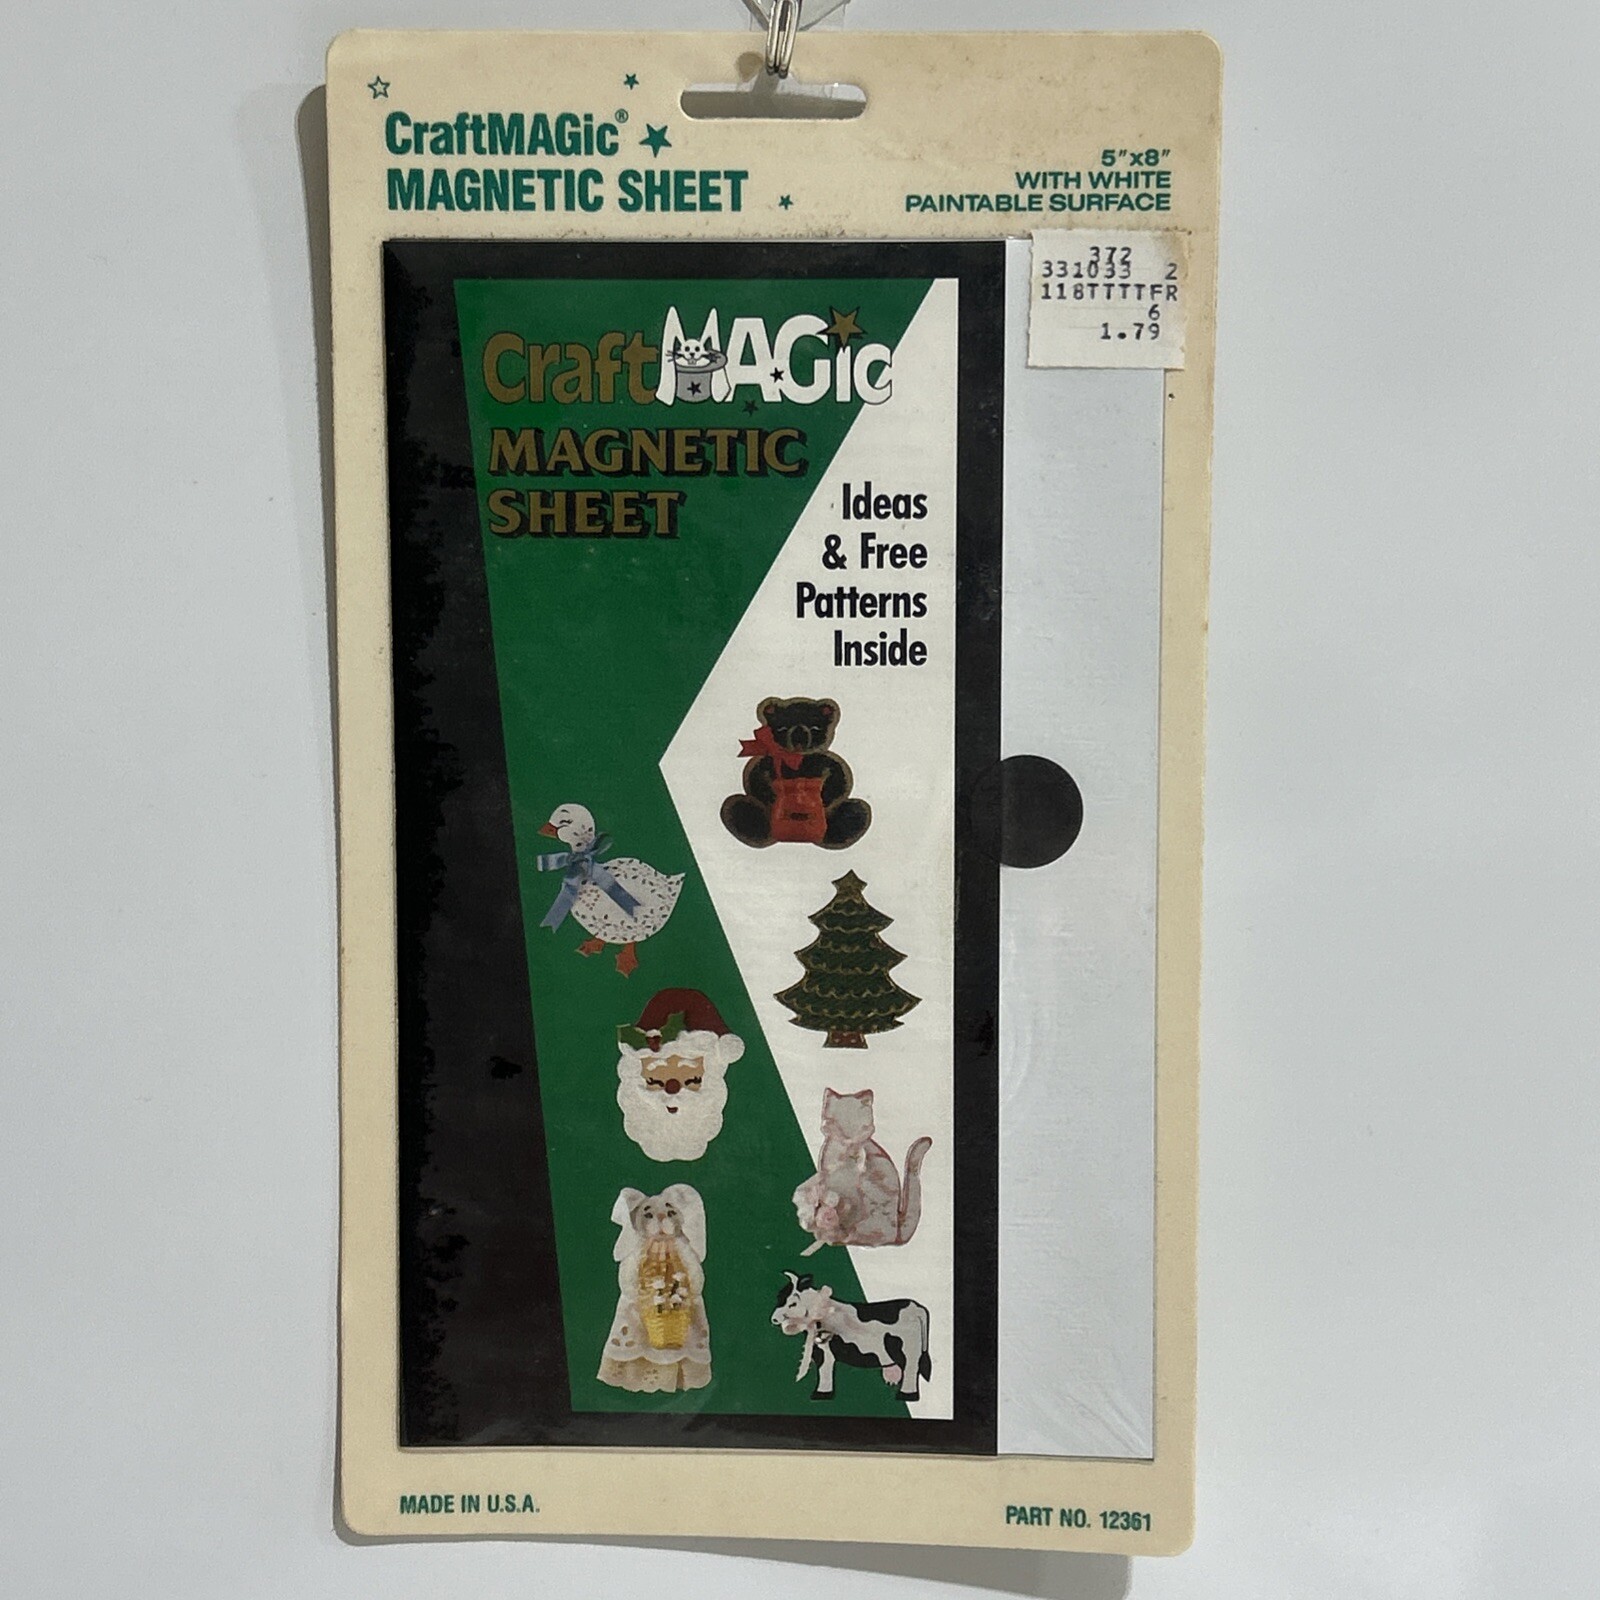 CraftMAGic®
MAGNETIC SHEET
5"x8"
WITH WHITE
PAINTABLE SURFACE
372
331033 2
118TTTTFR
6
1.79
CraftMAGic
MAGNETIC
SHEET
Ideas
& Free
Patterns
Inside
MADE IN U.S.A.
PART NO. 12361